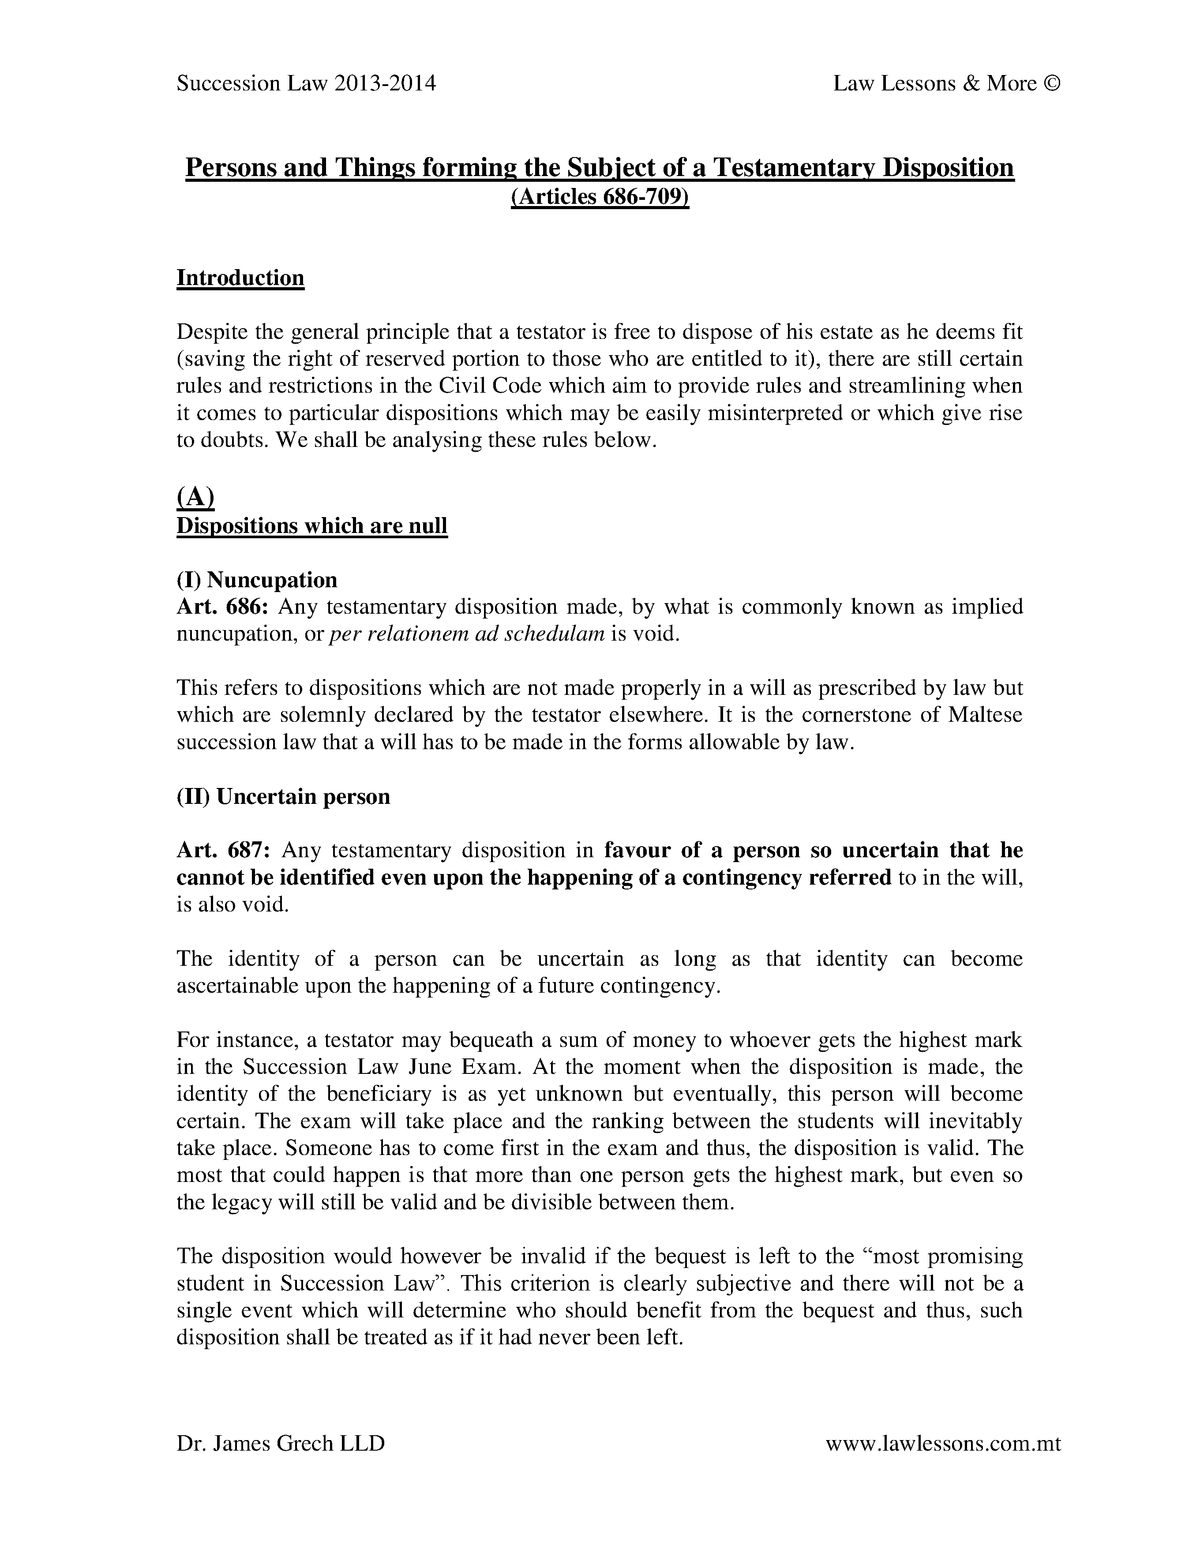 Succession Law 2013-2014 Law Lessons & More ©
Persons and Things forming the Subject of a Testamentary Disposition
(Articles 686-709)
Introduction
Despite the general principle that a testator is free to dispose of his estate as he deems fit
(saving the right of reserved portion to those who are entitled to it), there are still certain
rules and restrictions in the Civil Code which aim to provide rules and streamlining when
it comes to particular dispositions which may be easily misinterpreted or which give rise
to doubts. We shall be analysing these rules below.
(A)
Dispositions which are null
(I) Nuncupation
Art. 686: Any testamentary disposition made, by what is commonly known as implied
nuncupation, or per relationem ad schedulam is void.
This refers to dispositions which are not made properly in a will as prescribed by law but
which are solemnly declared by the testator elsewhere. It is the cornerstone of Maltese
succession law that a will has to be made in the forms allowable by law.
(II) Uncertain person
Art. 687: Any testamentary disposition in favour of a person so uncertain that he
cannot be identified even upon the happening of a contingency referred to in the will,
is also void.
The identity of a person can be uncertain as long as that identity can become
ascertainable upon the happening of a future contingency.
For instance, a testator may bequeath a sum of money to whoever gets the highest mark
in the Succession Law June Exam. At the moment when the disposition is made, the
identity of the beneficiary is as yet unknown but eventually, this person will become
certain. The exam will take place and the ranking between the students will inevitably
take place. Someone has to come first in the exam and thus, the disposition is valid. The
most that could happen is that more than one person gets the highest mark, but even so
the legacy will still be valid and be divisible between them.
The disposition would however be invalid if the bequest is left to the “most promising
student in Succession Law”. This criterion is clearly subjective and there will not be a
single event which will determine who should benefit from the bequest and thus, such
disposition shall be treated as if it had never been left.
Dr. James Grech LLD www.lawlessons.com.mt